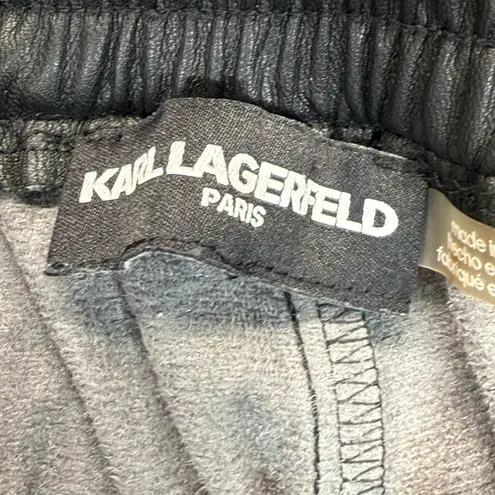 KARL LAGERFELD
PARIS
made i
hecho e
fabriqué e